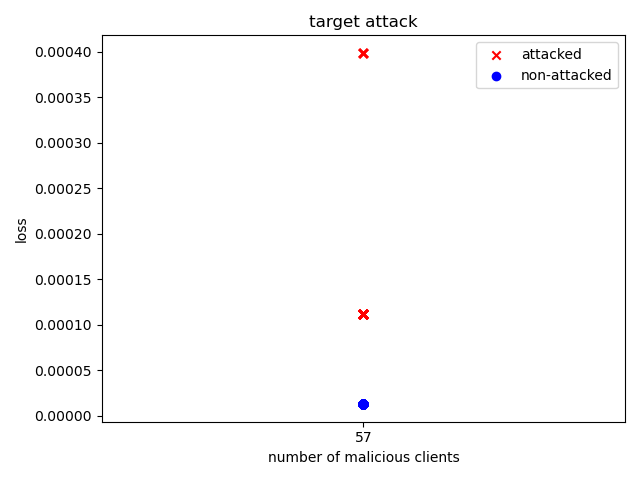 target attack
attacked
non-attacked
0.00040
0.00035
0.00030
0.00025
0.00020
0.00015
0.00010
0.00005
0.00000
loss
57
number of malicious clients